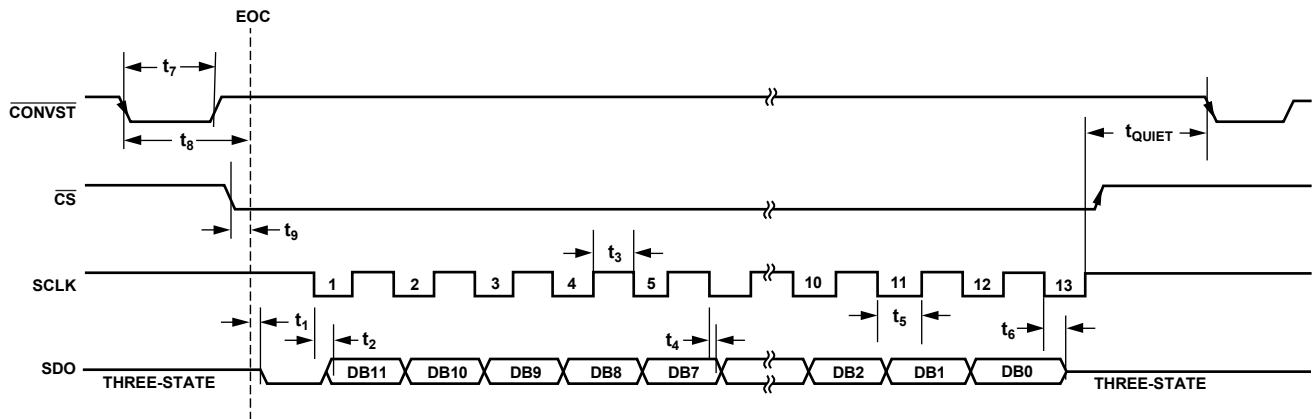 EOC
t7
CONVST
t8
tQUIET
CS
t9
t3
SCLK
1 2 3 4 5 10 11 12 13
t1
t2
t4
t5
t6
SDO
THREE-STATE
DB11 DB10 DB9 DB8 DB7 DB2 DB1 DB0
THREE-STATE